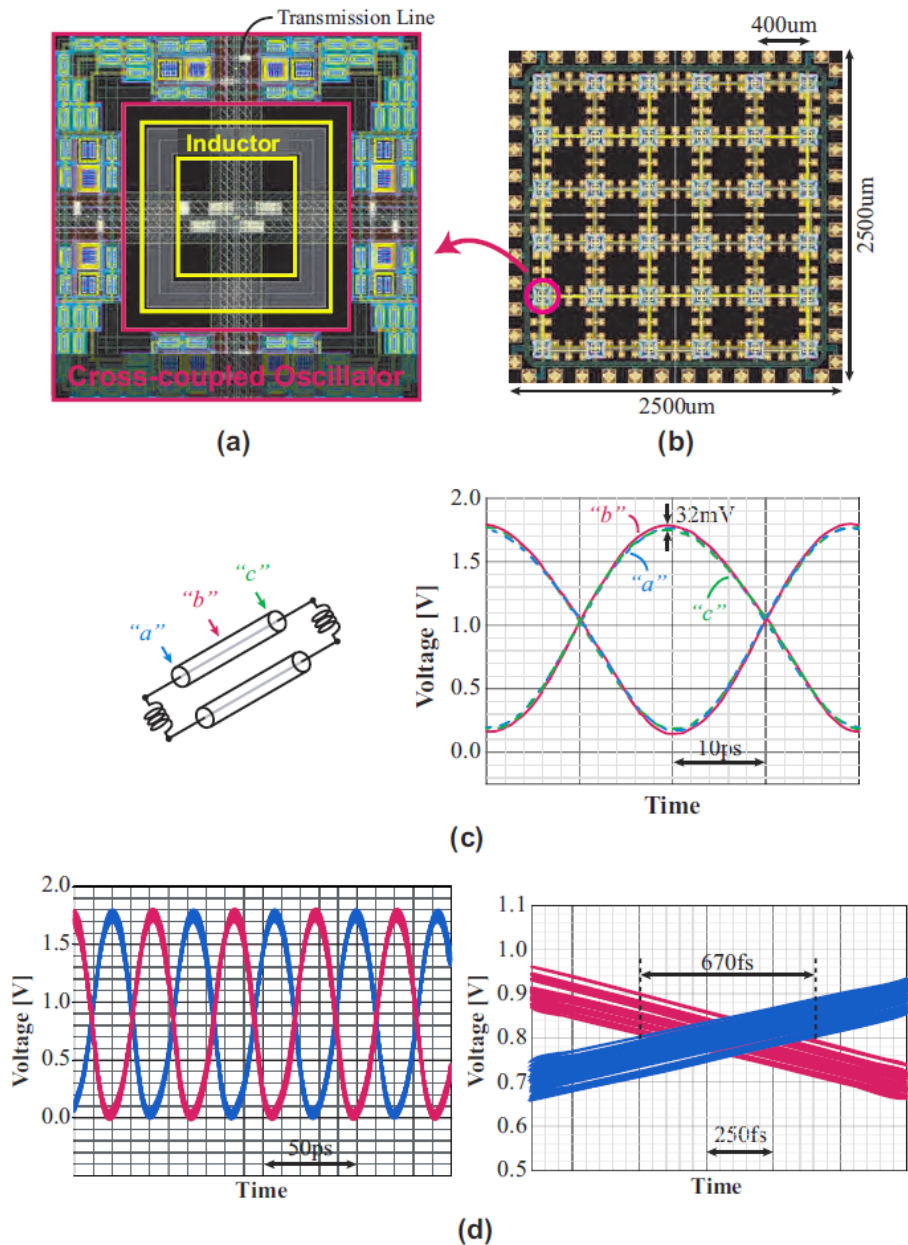 Transmission Line
Inductor
Cross-coupled Oscillator
(a)
400um
2500um
2500um
(b)
“a”
“b”
“c”
Voltage [V]
2.0
1.5
1.0
0.5
0.0
“b”
32mV
“a”
“c”
10ps
Time
(c)
Voltage [V]
2.0
1.5
1.0
0.5
0.0
50ps
Time
Voltage [V]
1.1
1.0
0.9
0.8
0.7
0.6
0.5
670fs
250fs
Time
(d)